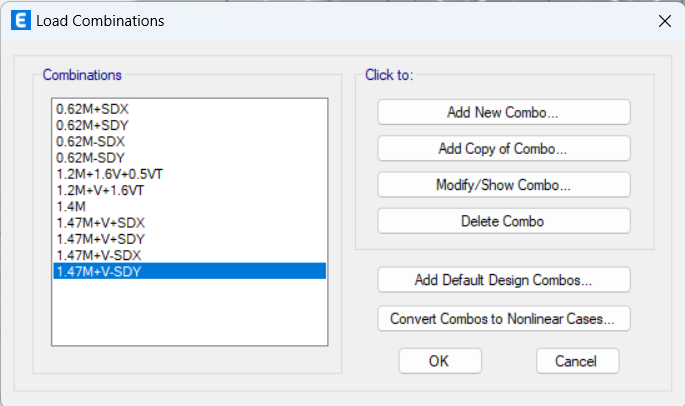 E Load Combinations
Combinations
0.62M+SDX
0.62M+SDY
0.62M-SDX
0.62M-SDY
1.2M+1.6V+0.5VT
1.2M+V+1.6VT
1.4M
1.47M+V+SDX
1.47M+V+SDY
1.47M+V-SDX
1.47M+V-SDY
Click to:
Add New Combo...
Add Copy of Combo...
Modify/Show Combo...
Delete Combo
Add Default Design Combos...
Convert Combos to Nonlinear Cases...
OK
Cancel